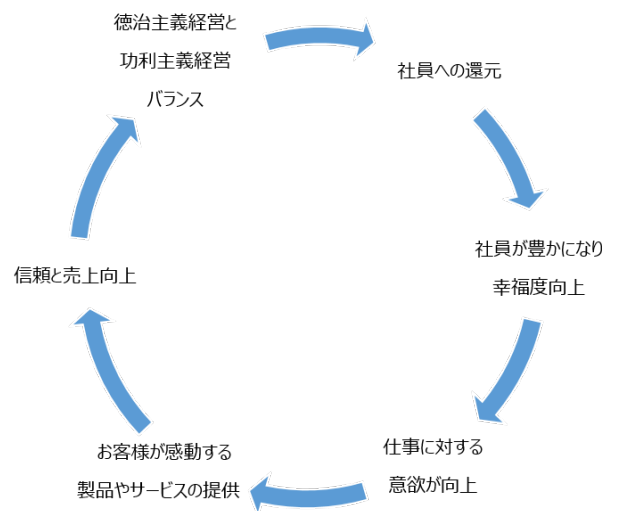 徳治主義経営と
功利主義経営
バランス
社員への還元
社員が豊かになり
幸福度向上
仕事に対する
意欲が向上
お客様が感動する
製品やサービスの提供
信頼と売上向上